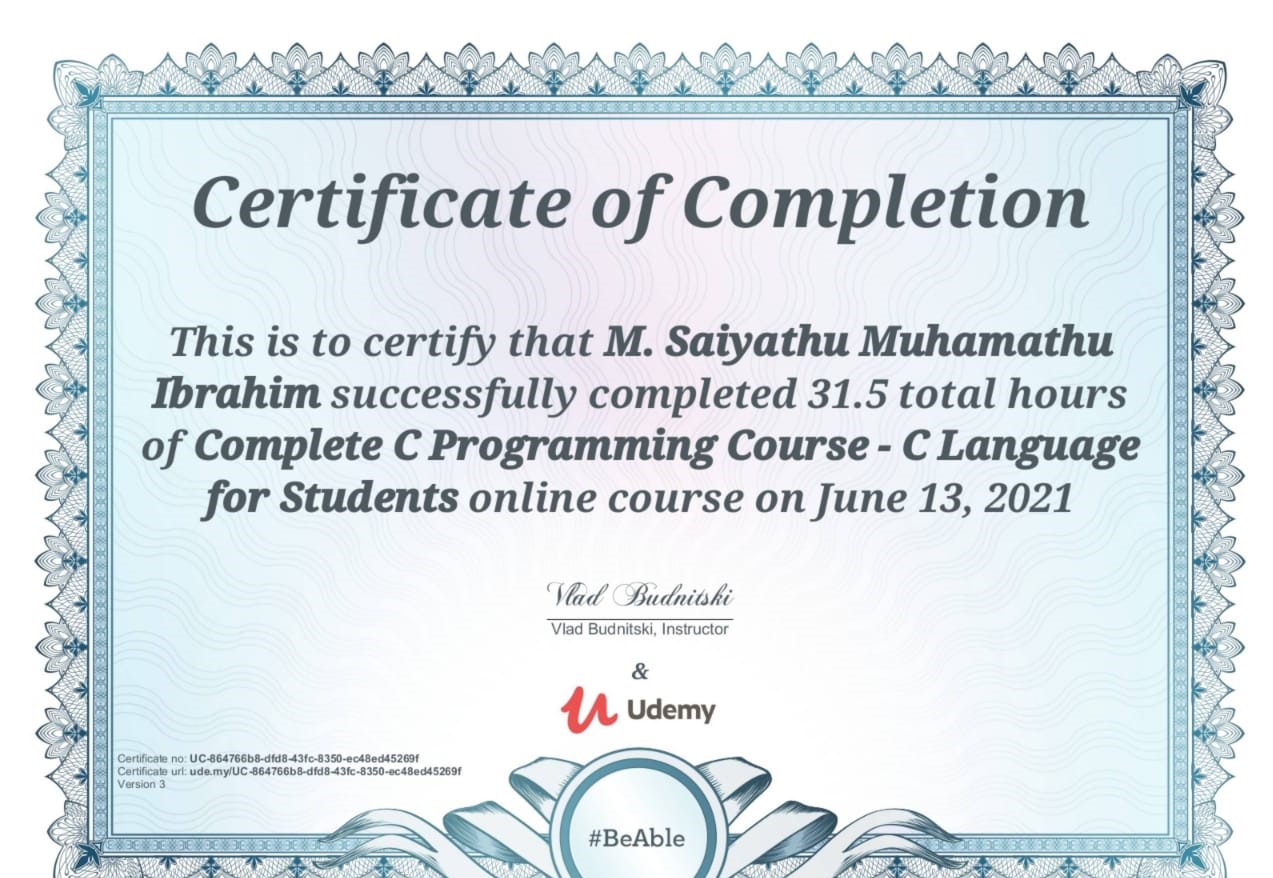 Certificate of Completion
This is to certify that M. Saiyathu Muhamathu
Ibrahim successfully completed 31.5 total hours
of Complete C Programming Course - C Language
for Students online course on June 13, 2021
Vlad Budnitski
Vlad Budnitski, Instructor
&
Udemy
Certificate no: UC-864766b8-dfd8-43fc-8350-ec48ed45269f
Certificate url: ude.my/UC-864766b8-dfd8-43fc-8350-ec48ed45269f
Version 3
#BeAble